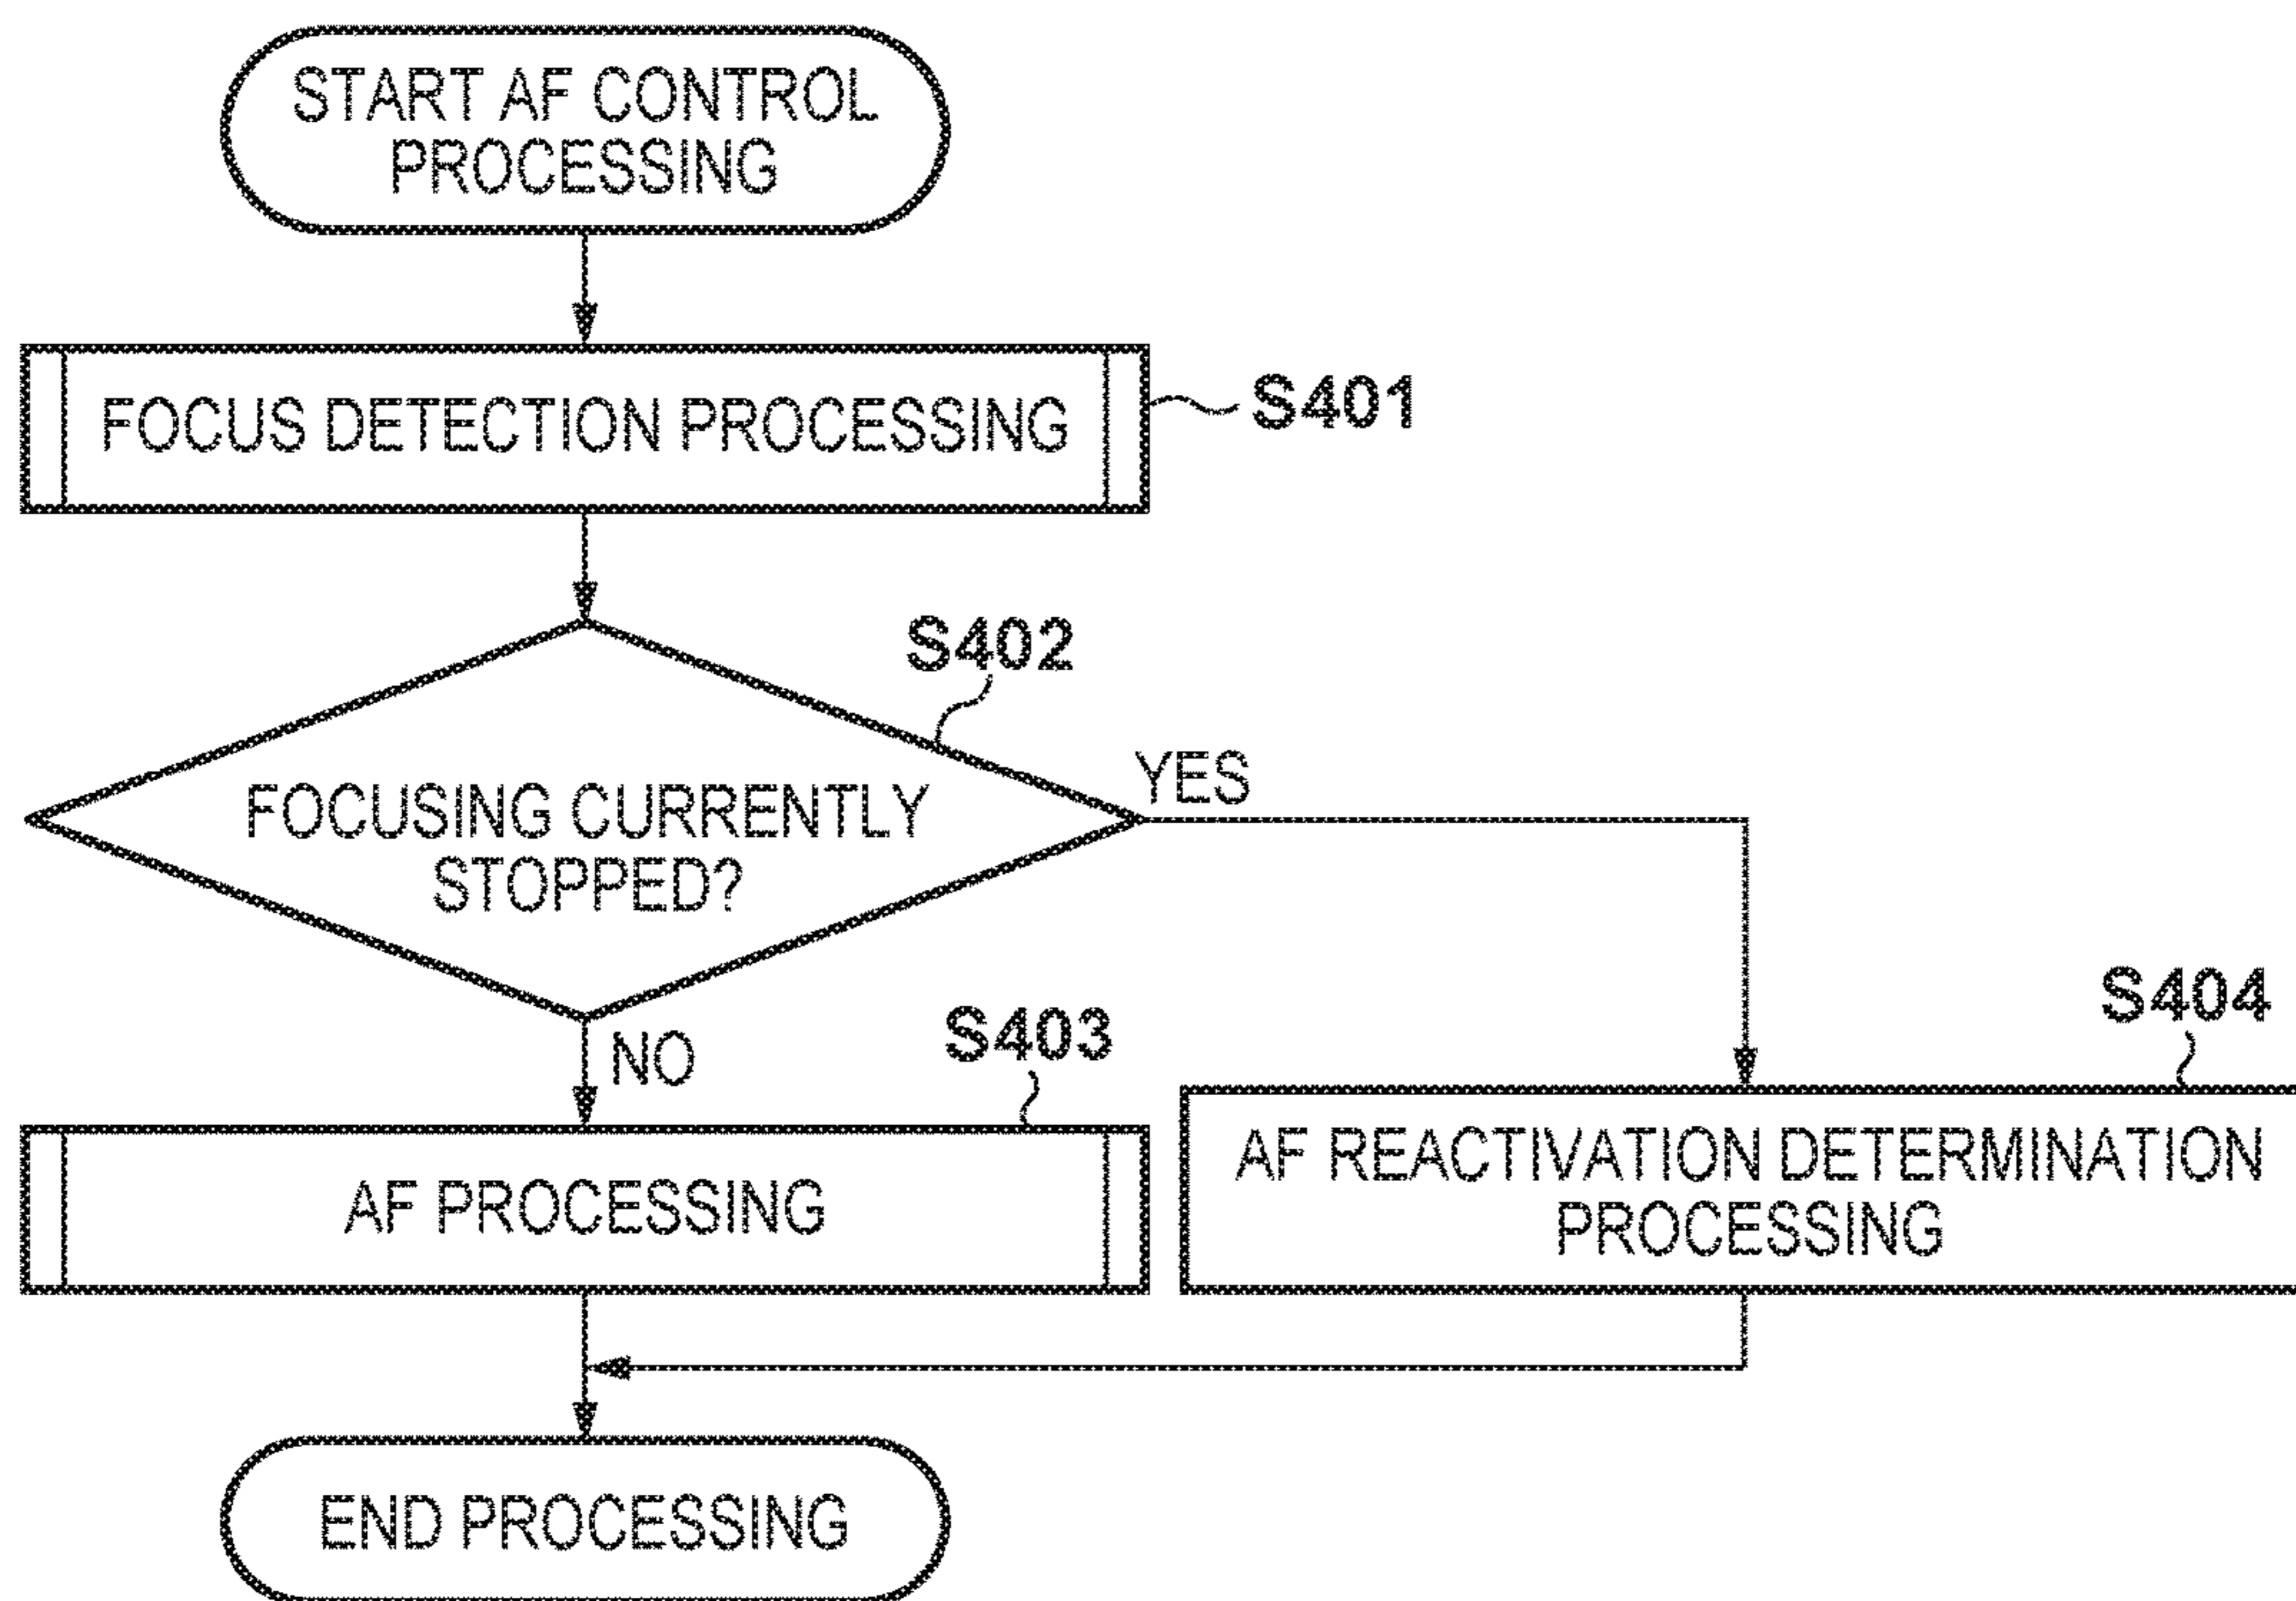 START AF CONTROL
PROCESSING
FOCUS DETECTION PROCESSING
S401
S402
FOCUSING CURRENTLY
STOPPED?
YES
NO
S403
AF PROCESSING
S404
AF REACTIVATION DETERMINATION
PROCESSING
END PROCESSING